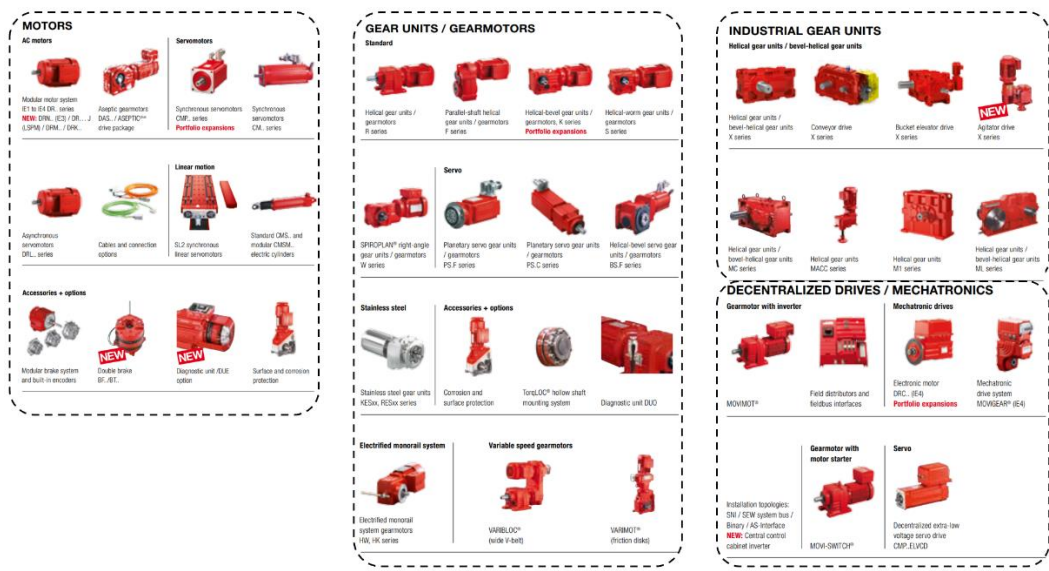 MOTORS
AC motors
Servomotors
Modular motor system
IE1 to IE4 DR.. series
NEW: DRN.. (IE3) / DR... J
(LSPM) / DRM.. / DRK..
Aseptic gearmotors
DAS.. / ASEPTIC
drive package
Synchronous servomotors
CMP.. series
Portfolio expansions
Synchronous
servomotors
CM.. series
Linear motion
Asynchronous
servomotors
DRL.. series
Cables and connection
options
SL2 synchronous
linear servomotors
Standard CMS.. and
modular CMSM..
electric cylinders
Accessories + options
NEW
NEW
Modular brake system
and built-in encoders
Double brake
BF../BT..
Diagnostic unit /DUE
option
Surface and corrosion
protection
GEAR UNITS / GEARMOTORS
Standard
Helical gear units /
gearmotors
R series
Parallel-shaft helical
gear units / gearmotors
F series
Helical-bevel gear units /
gearmotors, K series
Portfolio expansions
Helical-worm gear units /
gearmotors
S series
Servo
SPIROPLAN® right-angle
gear units / gearmotors
W series
Planetary servo gear units
/ gearmotors
PS.F series
Planetary servo gear units
/ gearmotors
PS.C series
Helical-bevel servo gear
units / gearmotors
BS.F series
Stainless steel
Accessories + options
Stainless steel gear units
KESxx, RESxx series
Corrosion and
surface protection
TorqLOC® hollow shaft
mounting system
Diagnostic unit DUO
Electrified monorail system
Variable speed gearmotors
Electrified monorail
system gearmotors
HW, HK series
VARIBLOC®
(wide V-belt)
VARIMOT®
(friction disks)
INDUSTRIAL GEAR UNITS
Helical gear units / bevel-helical gear units
NEW
Helical gear units /
bevel-helical gear units
X series
Conveyor drive
X series
Bucket elevator drive
X series
Agitator drive
X series
Helical gear units /
bevel-helical gear units
MC series
Helical gear units
MACC series
Helical gear units
M1 series
Helical gear units /
bevel-helical gear units
ML series
DECENTRALIZED DRIVES / MECHATRONICS
Gearmotor with inverter
Mechatronic drives
MOVIMOT®
Field distributors and
fieldbus interfaces
Electronic motor
DRC.. (IE4)
Portfolio expansions
Mechatronic
drive system
MOVIGEAR® (IE4)
Gearmotor with
motor starter
Servo
Installation topologies:
SNI / SEW system bus /
Binary / AS-Interface
NEW: Central control
cabinet inverter
MOVI-SWITCH®
Decentralized extra-low
voltage servo drive
CMP..ELVCD